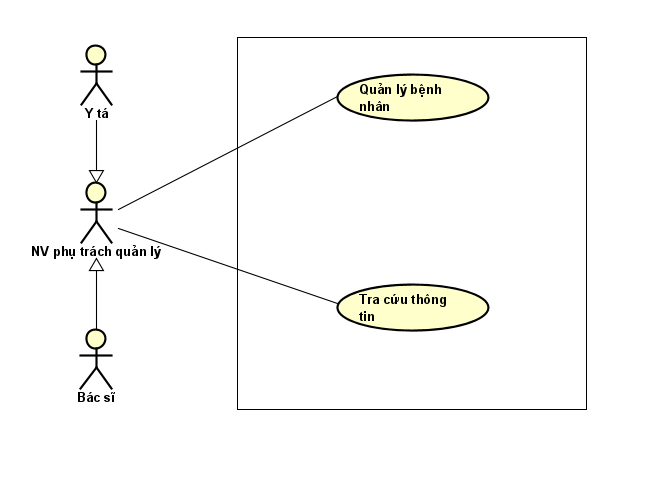 Y tá
Quản lý bệnh
nhân
NV phụ trách quản lý
Tra cứu thông
tin
Bác sĩ